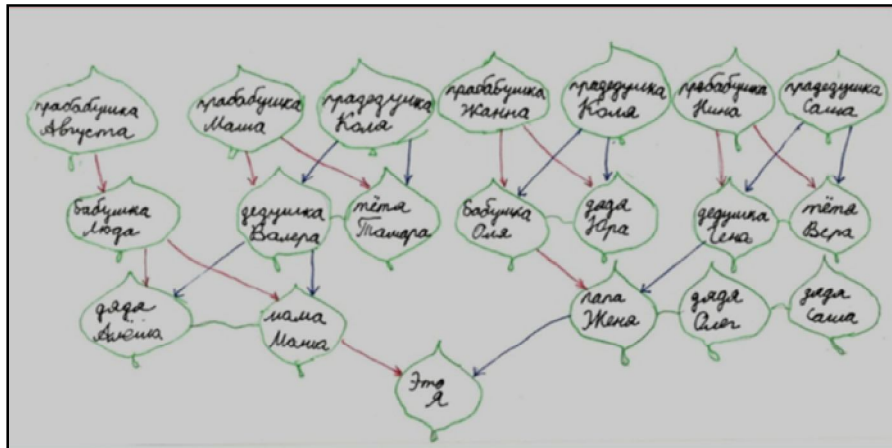 прабабушка
Августа
прабабушка
Маша
прадедушка
Коля
прабабушка
Жанна
прадедушка
Коля
прабабушка
Нина
прадедушка
Саша
бабушка
Люда
дедушка
Валера
тётя
Тамара
бабушка
Оля
дядя
Юра
дедушка
Гена
тётя
Вера
дядя
Алёша
мама
Маша
папа
Женя
дядя
Олег
дядя
Саша
Это
Я